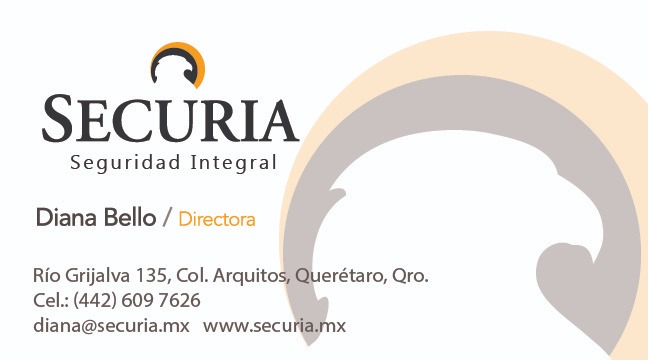 SECURIA
Seguridad Integral
Diana Bello / Directora
Río Grijalva 135, Col. Arquitos, Querétaro, Qro.
Cel.: (442) 609 7626
diana@securia.mx www.securia.mx